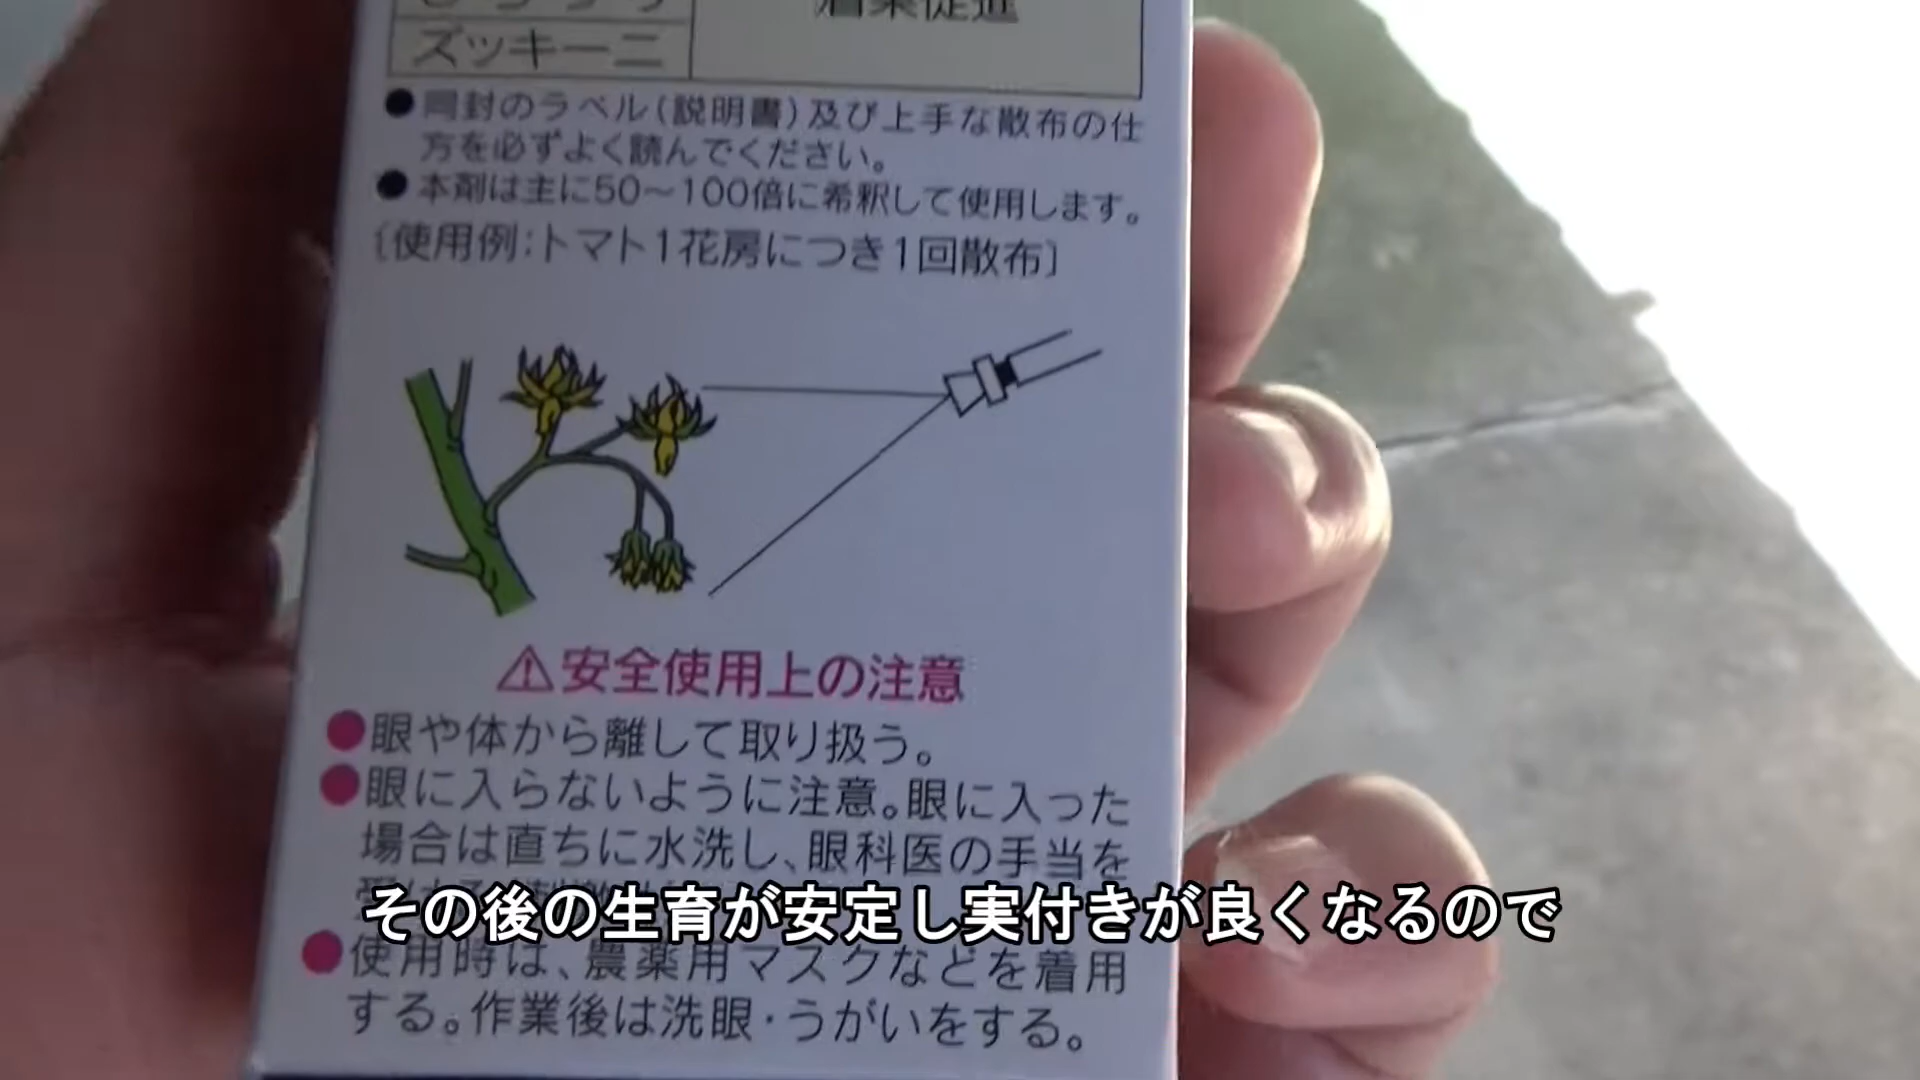 着果促進
ズッキーニ
●同封のラベル(説明書)及び上手な散布の仕
方を必ずよく読んでください。
●本剤は主に50〜100倍に希釈して使用します。
〔使用例:トマト1花房につき1回散布〕
⚠安全使用上の注意
●眼や体から離して取り扱う。
●眼に入らないように注意。眼に入った
場合は直ちに水洗し、眼科医の手当を
その後の生育が安定し実付きが良くなるので
●使用時は、農薬用マスクなどを着用
する。作業後は洗眼・うがいをする。